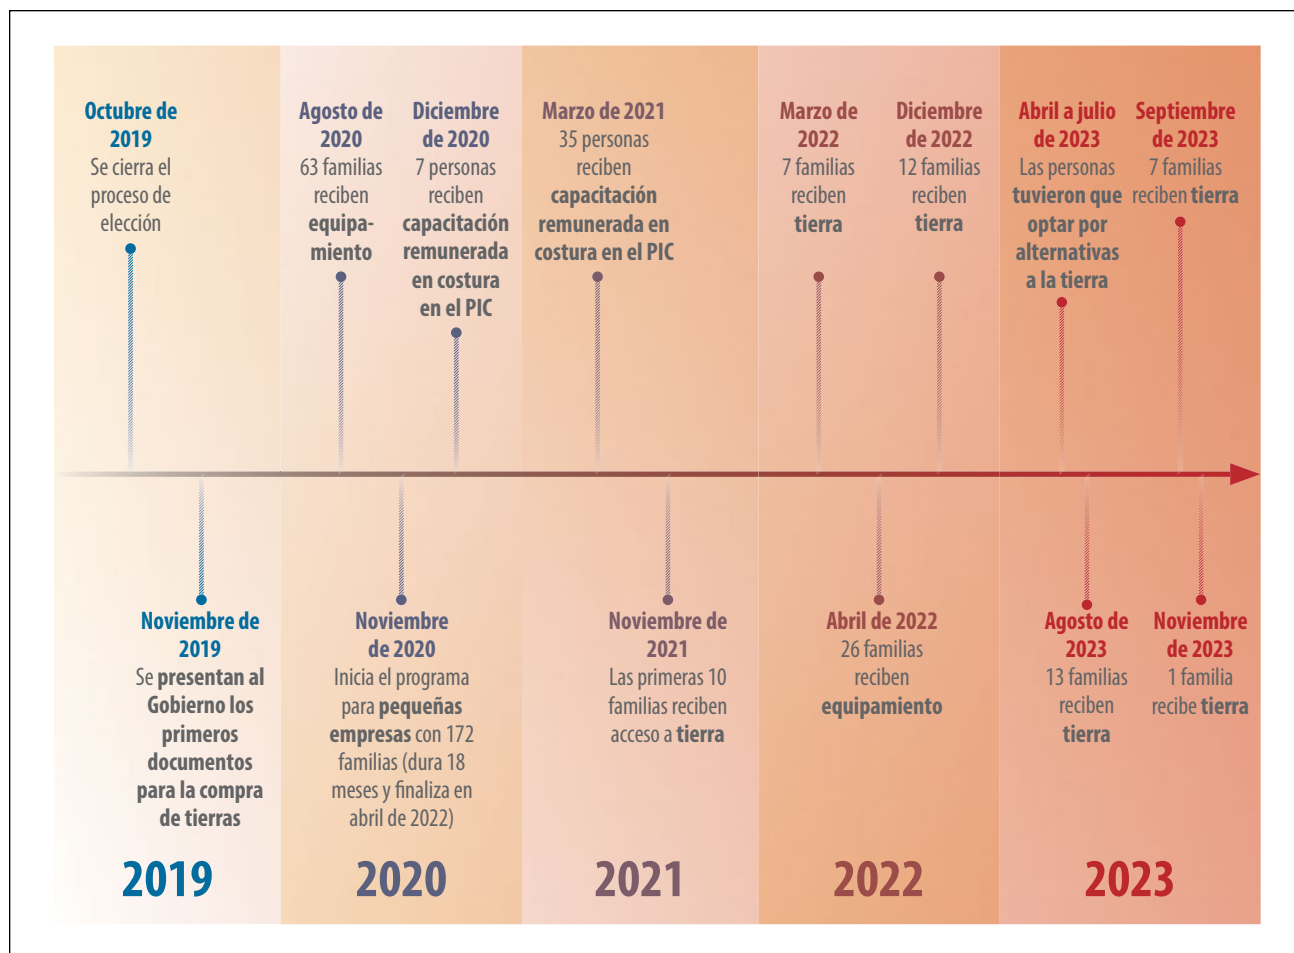 Octubre de
2019
Se cierra el
proceso de
elección
Agosto de
2020
63 familias
reciben
equipa-
miento
Diciembre
de 2020
7 personas
reciben
capacitación
remunerada
en costura
en el PIC
Marzo de 2021
35 personas
reciben
capacitación
remunerada en
costura en el PIC
Marzo de
2022
7 familias
reciben
tierra
Diciembre
de 2022
12 familias
reciben
tierra
Abril a julio
de 2023
Las personas
tuvieron que
optar por
alternativas
a la tierra
Septiembre
de 2023
7 familias
reciben tierra
Noviembre de
2019
Se presentan al
Gobierno los
primeros
documentos
para la compra
de tierras
Noviembre
de 2020
Inicia el programa
para pequeñas
empresas con 172
familias (dura 18
meses y finaliza en
abril de 2022)
Noviembre de
2021
Las primeras 10
familias reciben
acceso a tierra
Abril de 2022
26 familias
reciben
equipamiento
Agosto de
2023
13 familias
reciben
tierra
Noviembre
de 2023
1 familia
recibe tierra
2019
2020
2021
2022
2023